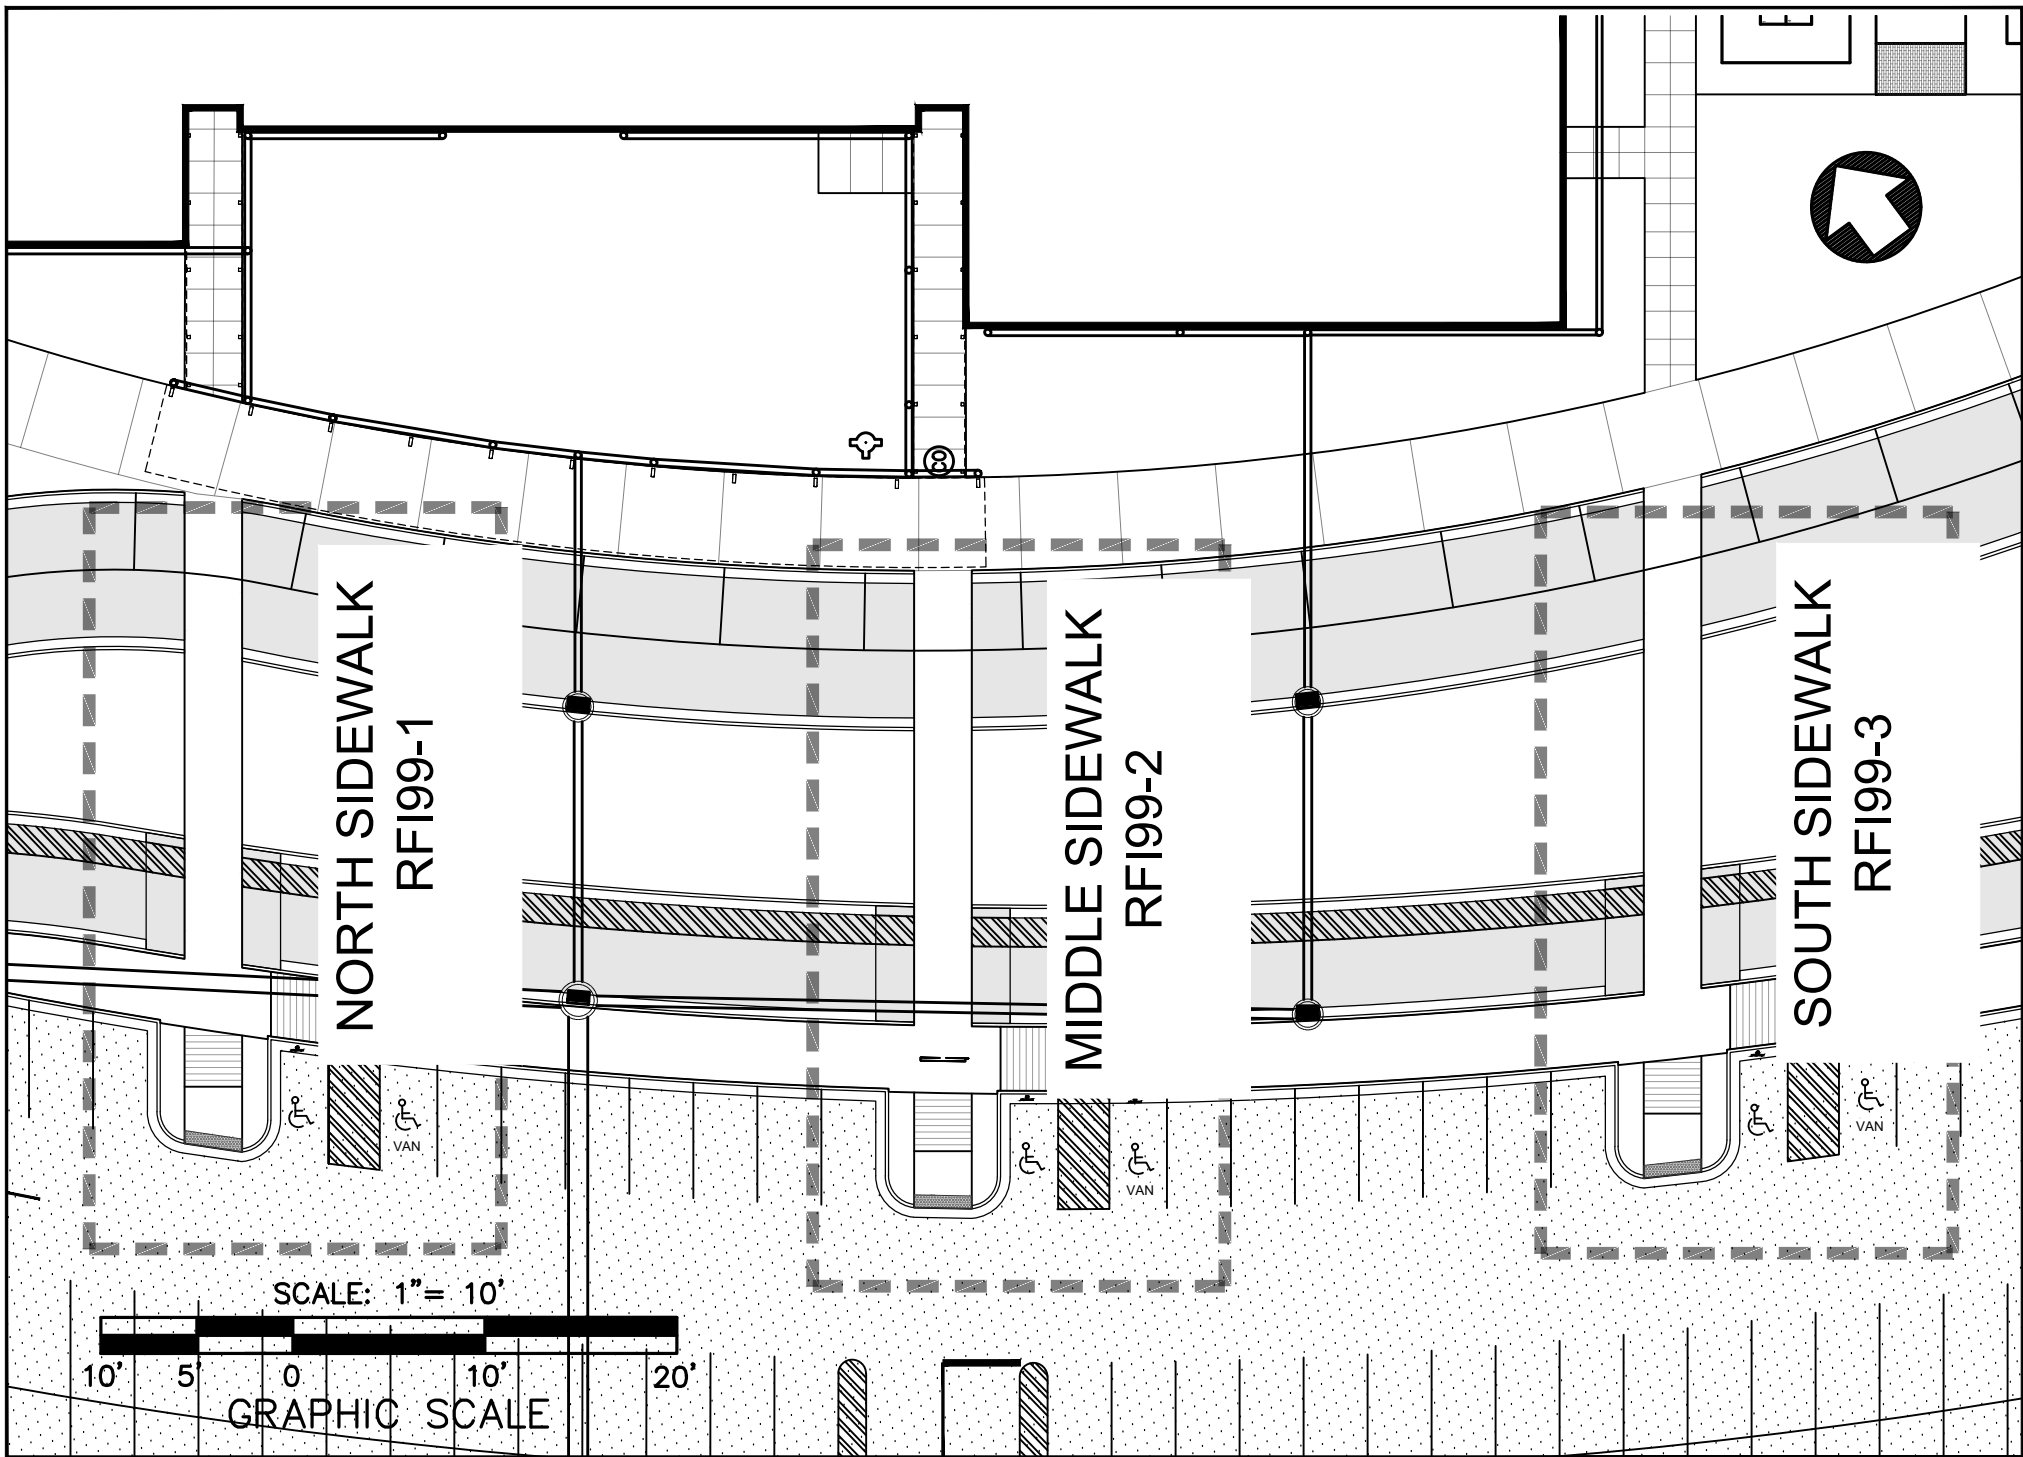 CO
NORTH SIDEWALK
RFI99-1
MIDDLE SIDEWALK
RFI99-2
SOUTH SIDEWALK
RFI99-3
VAN
VAN
VAN
SCALE: 1"= 10'
10' 5' 0 10' 20'
GRAPHIC SCALE